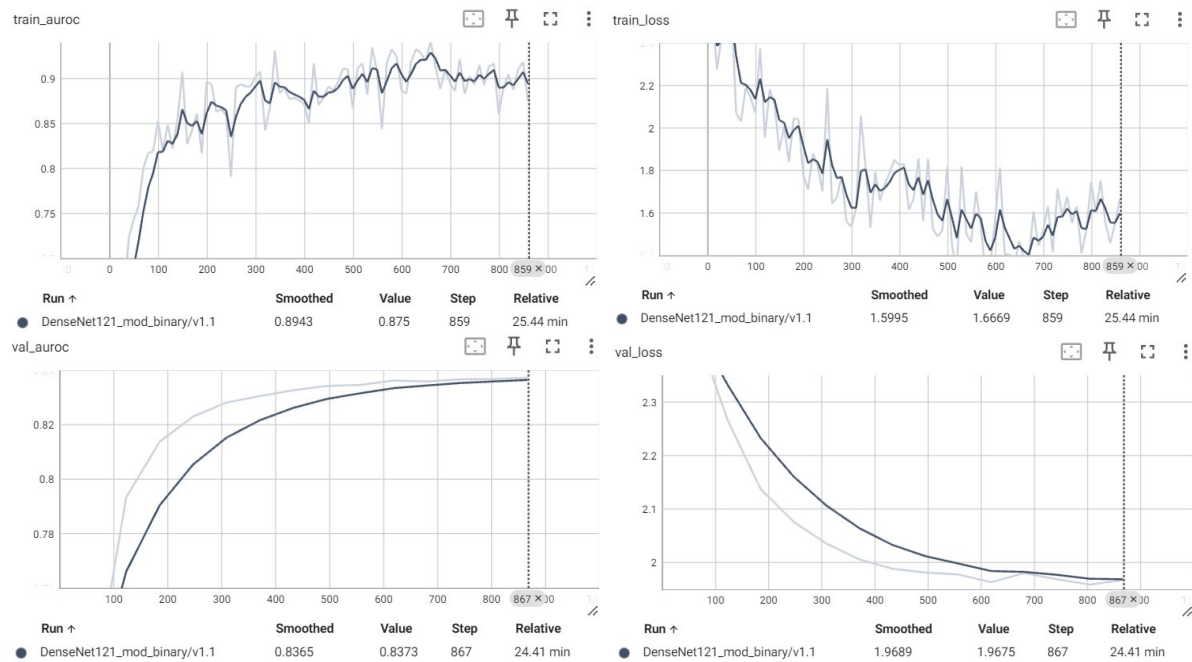 train_auroc
0.9
0.85
0.8
0.75
0 100 200 300 400 500 600 700 800 859 × 00
Run ↑ Smoothed Value Step Relative
DenseNet121_mod_binary/v1.1 0.8943 0.875 859 25.44 min
train_loss
2.2
2
1.8
1.6
0 100 200 300 400 500 600 700 800 859 × 00
Run ↑ Smoothed Value Step Relative
DenseNet121_mod_binary/v1.1 1.5995 1.6669 859 25.44 min
val_auroc
0.82
0.8
0.78
100 200 300 400 500 600 700 800 867 × 00
Run ↑ Smoothed Value Step Relative
DenseNet121_mod_binary/v1.1 0.8365 0.8373 867 24.41 min
val_loss
2.3
2.2
2.1
2
100 200 300 400 500 600 700 800 867 × 00
Run ↑ Smoothed Value Step Relative
DenseNet121_mod_binary/v1.1 1.9689 1.9675 867 24.41 min